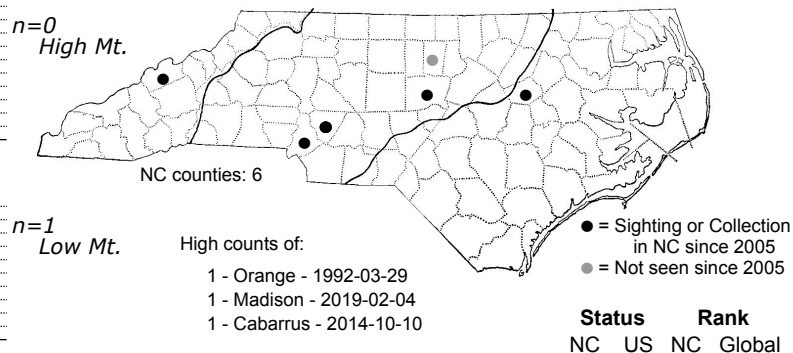 n=0
High Mt.
NC counties: 6
n=1
Low Mt.
High counts of:
1 - Orange - 1992-03-29
1 - Madison - 2019-02-04
1 - Cabarrus - 2014-10-10
● = Sighting or Collection
in NC since 2005
● = Not seen since 2005
Status Rank
NC US NC Global